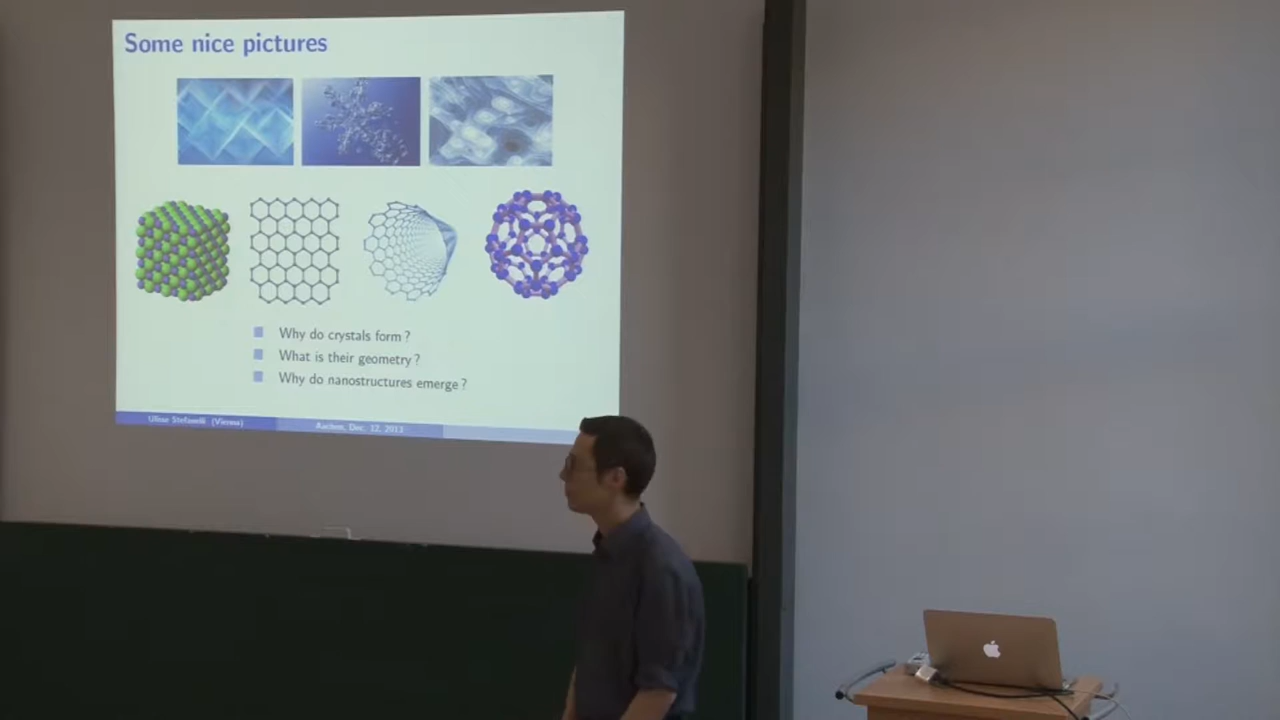 Some nice pictures
Why do crystals form ?
What is their geometry ?
Why do nanostructures emerge ?
Ulisse Stefanelli (Vienna)
Aachen, Dec. 12, 2013